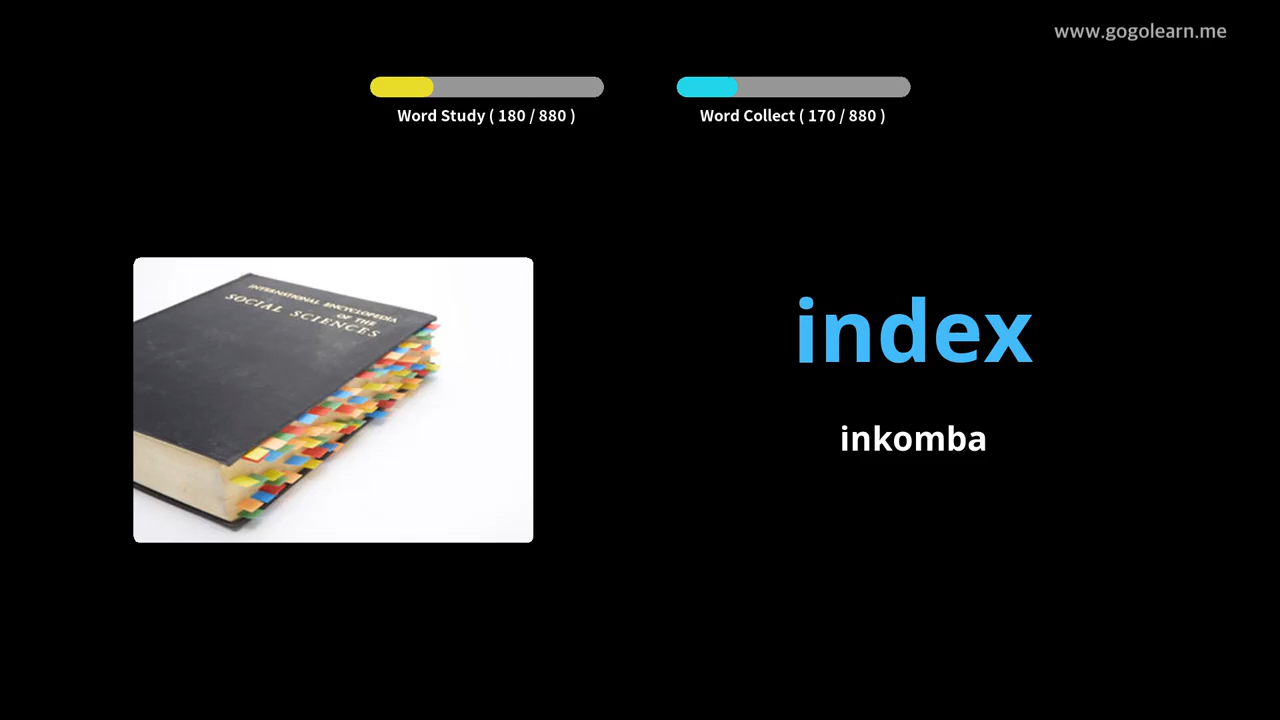 www.gogolearn.me
Word Study ( 180 / 880 )
Word Collect ( 170 / 880 )
INTERNATIONAL ENCYCLOPEDIA
OF THE
SOCIAL SCIENCES
index
inkomba